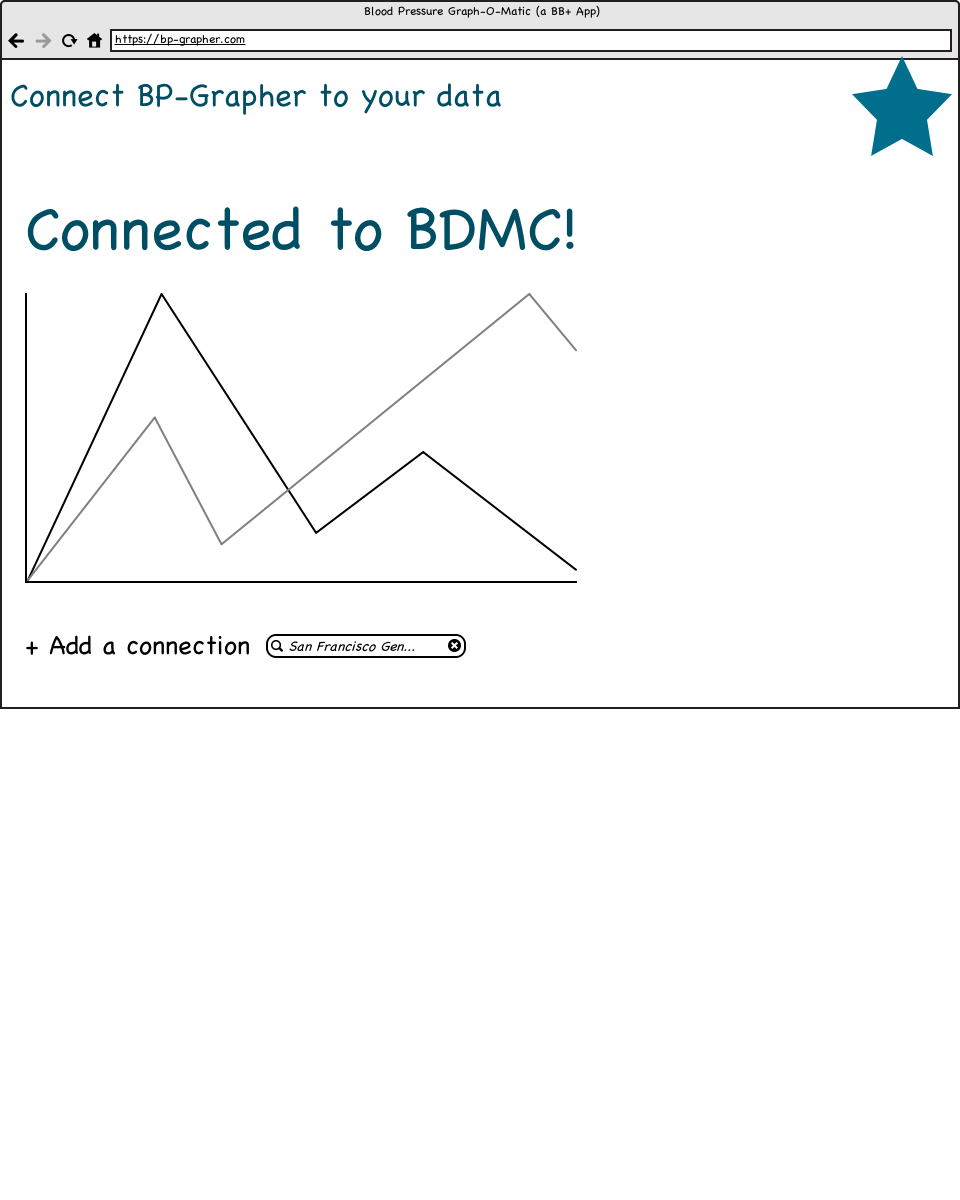 Blood Pressure Graph-O-Matic (a BB+ App)
https://bp-grapher.com
Connect BP-Grapher to your data
Connected to BDMC!
+ Add a connection San Francisco Gen...